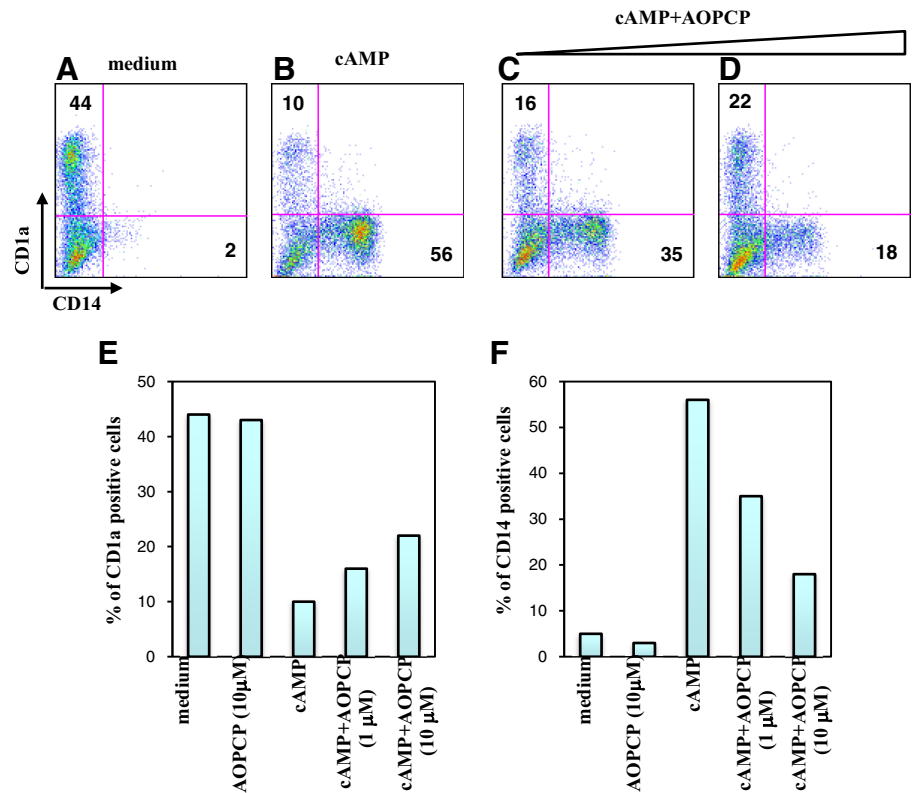 cAMP+AOPCP
A medium
B cAMP
C
D
44
2
10
56
16
35
22
18
CD1a
CD14
E
% of CD1a positive cells
50
40
30
20
10
0
medium
AOPCP (10μM)
cAMP
cAMP+AOPCP
(1 μM)
cAMP+AOPCP
(10 μM)
F
% of CD14 positive cells
60
50
40
30
20
10
0
medium
AOPCP (10μM)
cAMP
cAMP+AOPCP
(1 μM)
cAMP+AOPCP
(10 μM)